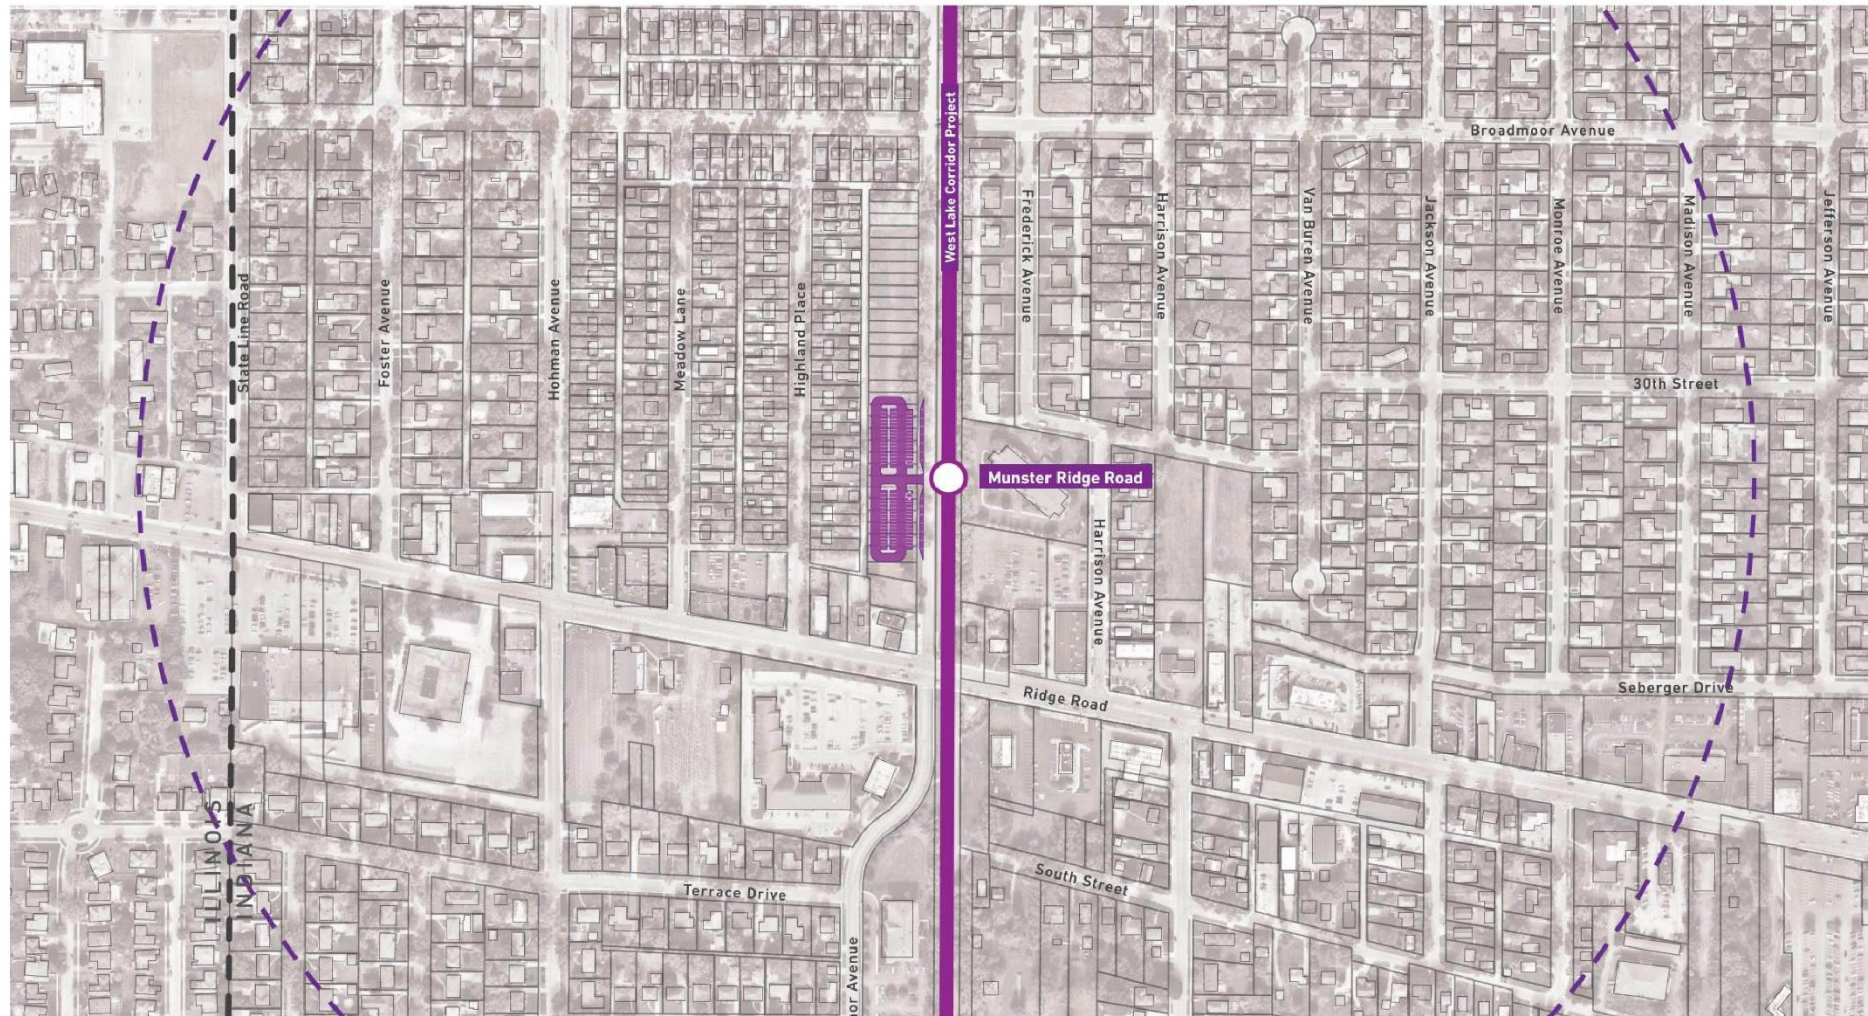 West Lake Corridor Project
Broadmoor Avenue
State Line Road
Foster Avenue
Hohman Avenue
Meadow Lane
Highland Place
Frederick Avenue
Harrison Avenue
Van Buren Avenue
Jackson Avenue
Monroe Avenue
Madison Avenue
Jefferson Avenue
30th Street
Munster Ridge Road
Harrison Avenue
Ridge Road
Seberger Drive
ILLINOIS
INDIANA
Terrace Drive
South Street
or Avenue